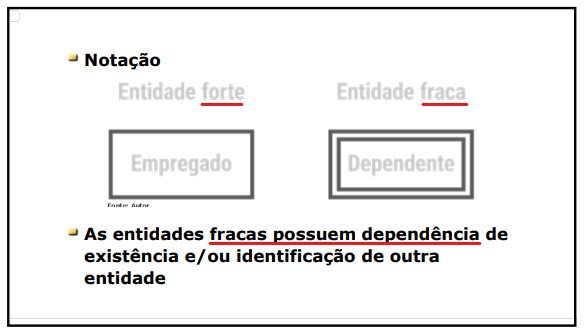 Notação
Entidade forte Entidade fraca
Empregado Dependente
Fonte: Autor.
As entidades fracas possuem dependência de
existência e/ou identificação de outra
entidade